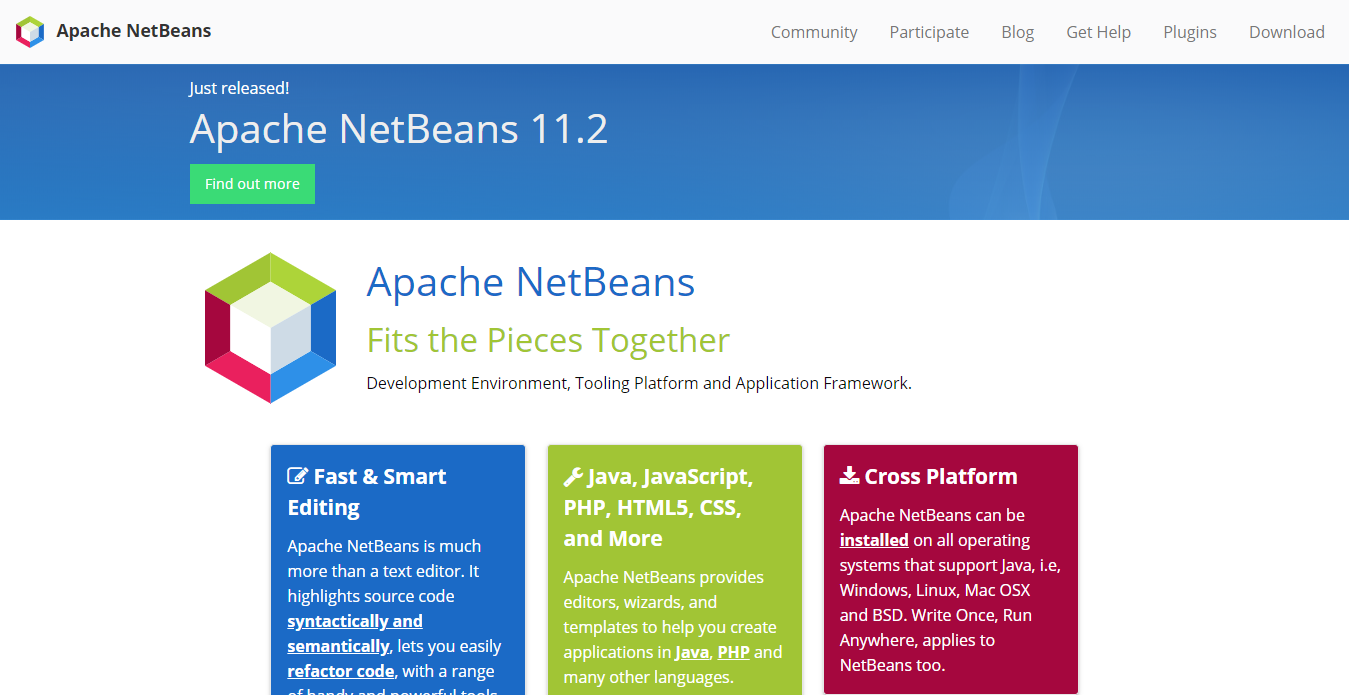 Apache NetBeans
Community Participate Blog Get Help Plugins Download
Just released!
Apache NetBeans 11.2
Find out more
Apache NetBeans
Fits the Pieces Together
Development Environment, Tooling Platform and Application Framework.
Fast & Smart
Editing
Apache NetBeans is much
more than a text editor. It
highlights source code
syntactically and
semantically, lets you easily
refactor code, with a range
of handy and powerful tools
Java, JavaScript,
PHP, HTML5, CSS,
and More
Apache NetBeans provides
editors, wizards, and
templates to help you create
applications in Java, PHP and
many other languages.
Cross Platform
Apache NetBeans can be
installed on all operating
systems that support Java, i.e,
Windows, Linux, Mac OSX
and BSD. Write Once, Run
Anywhere, applies to
NetBeans too.